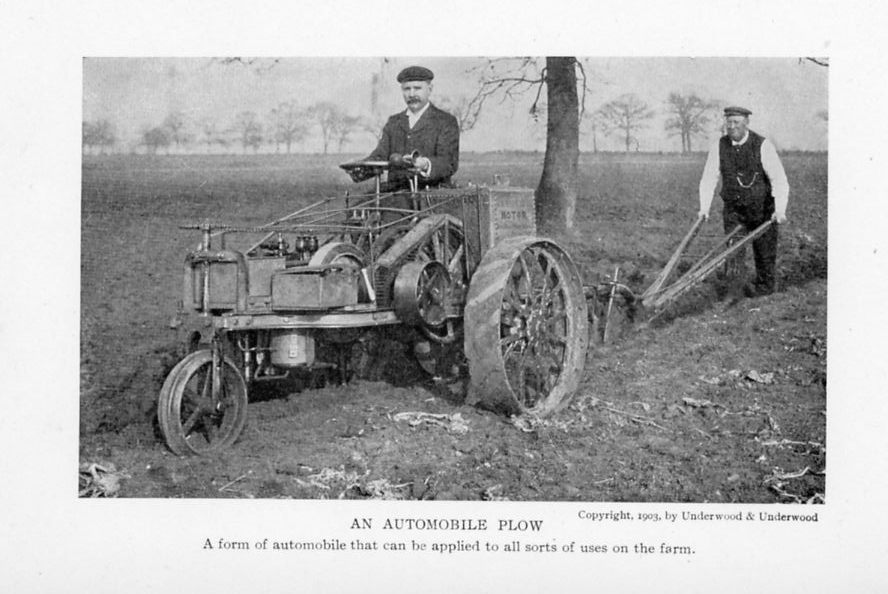 MOTOR
Copyright, 1903, by Underwood & Underwood
AN AUTOMOBILE PLOW
A form of automobile that can be applied to all sorts of uses on the farm.